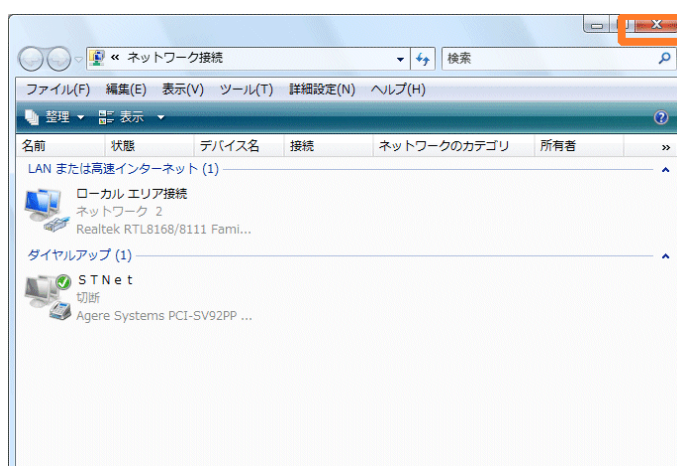 « ネットワーク接続 検索
ファイル(F) 編集(E) 表示(V) ツール(T) 詳細設定(N) ヘルプ(H)
整理 表示
名前 状態 デバイス名 接続 ネットワークのカテゴリ 所有者 »
LAN または高速インターネット (1)
ローカル エリア接続
ネットワーク 2
Realtek RTL8168/8111 Fami...
ダイヤルアップ (1)
ＳＴＮｅｔ
切断
Agere Systems PCI-SV92PP ...